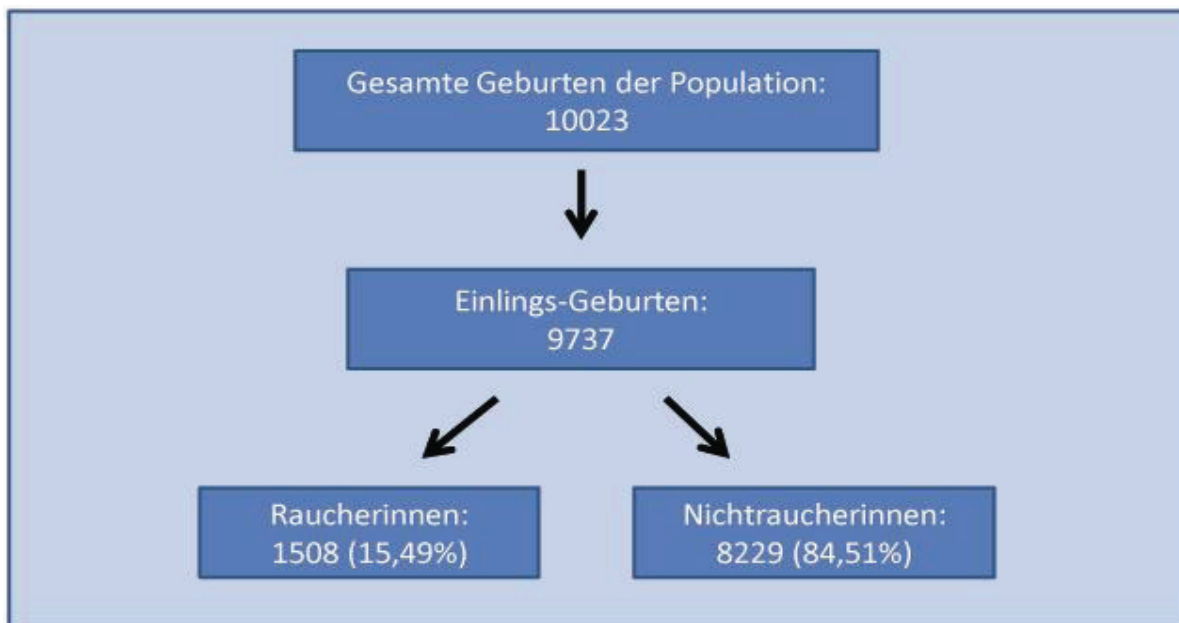 Gesamte Geburten der Population:
10023
Einlings-Geburten:
9737
Raucherinnen:
1508 (15,49%)
Nichtraucherinnen:
8229 (84,51%)